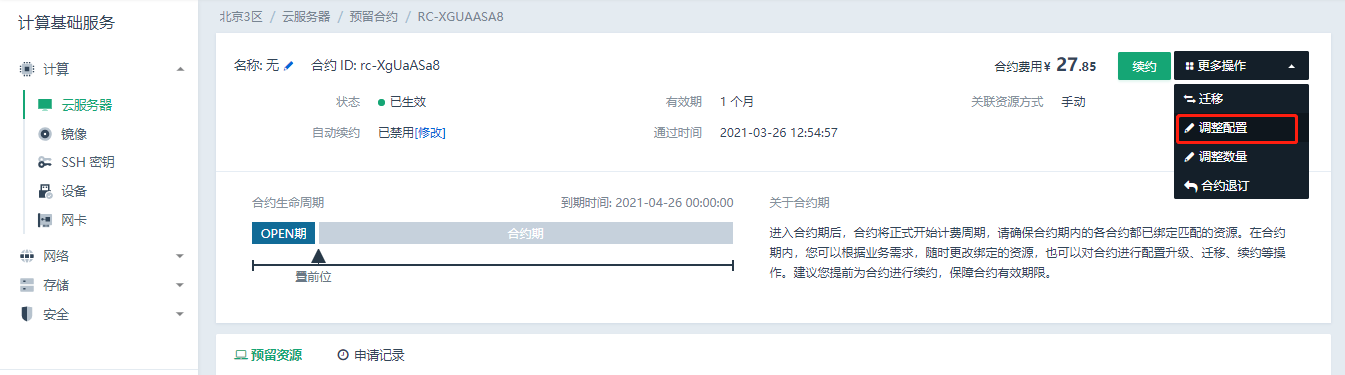 计算基础服务
计算
云服务器
镜像
SSH 密钥
设备
网卡
网络
存储
安全
北京3区 / 云服务器 / 预留合约 / RC-XGUAASA8
名称: 无 合约 ID: rc-XgUaASa8
合约费用¥ 27.85 续约 更多操作
状态 已生效 有效期 1 个月 关联资源方式 手动
自动续约 已禁用[修改] 通过时间 2021-03-26 12:54:57
迁移
调整配置
调整数量
合约退订
合约生命周期 到期时间: 2021-04-26 00:00:00
OPEN期 合约期
关于合约期
进入合约期后，合约将正式开始计费周期，请确保合约期内的各合约都已绑定匹配的资源。在合约
期内，您可以根据业务需求，随时更改绑定的资源，也可以对合约进行配置升级、迁移、续约等操
作。建议您提前为合约进行续约，保障合约有效期限。
预留资源 申请记录